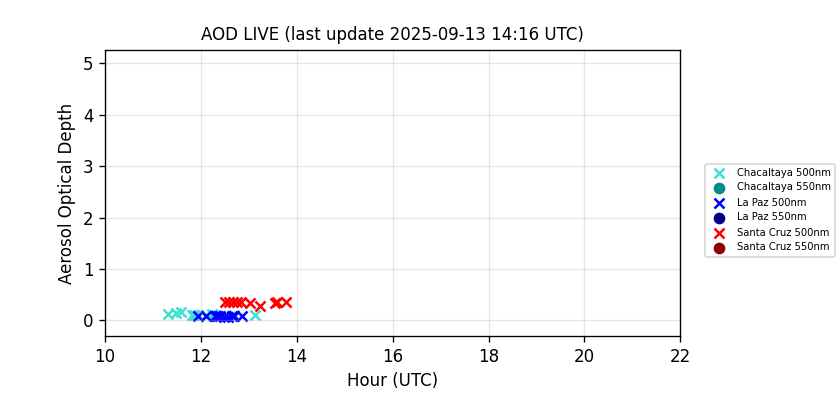 AOD LIVE (last update 2025-09-13 14:16 UTC)
Aerosol Optical Depth
5
4
3
2
1
0
10 12 14 16 18 20 22
Hour (UTC)
Chacaltaya 500nm
Chacaltaya 550nm
La Paz 500nm
La Paz 550nm
Santa Cruz 500nm
Santa Cruz 550nm